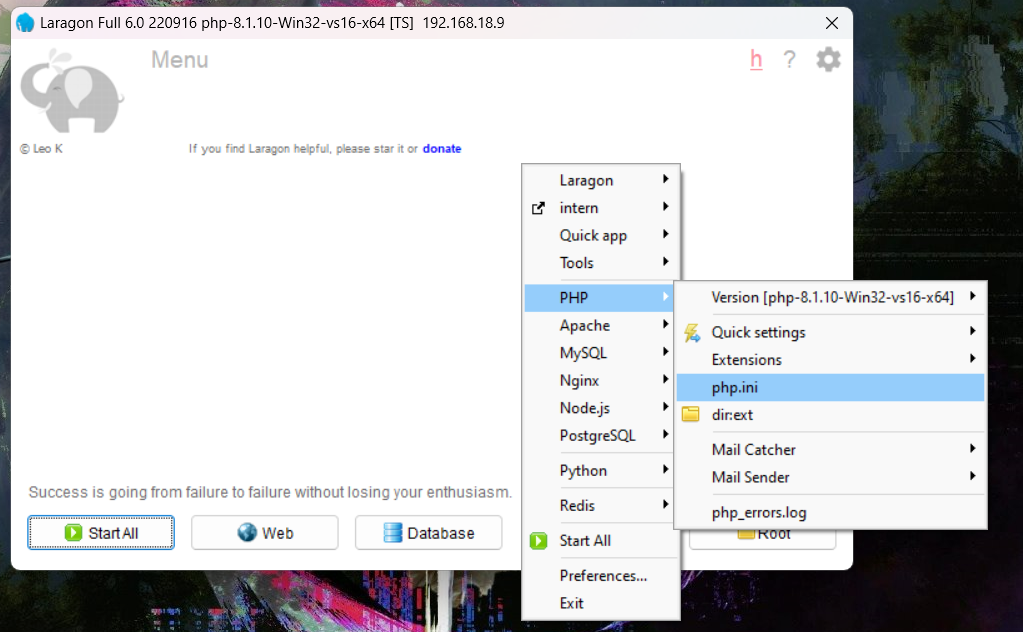 Laragon Full 6.0 220916 php-8.1.10-Win32-vs16-x64 [TS] 192.168.18.9
Menu
h ?
© Leo K
If you find Laragon helpful, please star it or donate
Laragon
intern
Quick app
Tools
PHP
Apache
MySQL
Nginx
Node.js
PostgreSQL
Python
Redis
Start All
Preferences...
Exit
Version [php-8.1.10-Win32-vs16-x64]
Quick settings
Extensions
php.ini
dir:ext
Mail Catcher
Mail Sender
php_errors.log
Success is going from failure to failure without losing your enthusiasm.
Start All
Web
Database
Root